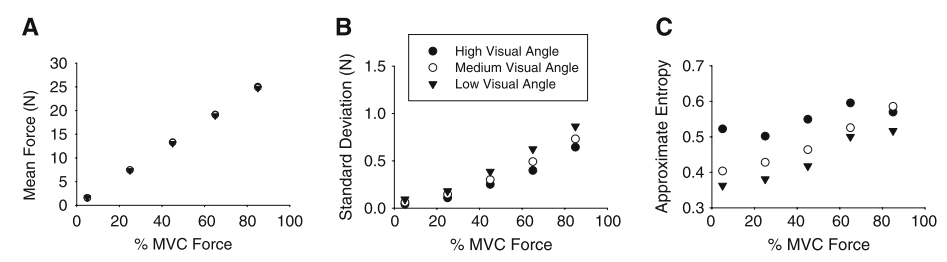 A
Mean Force (N)
30
25
20
15
10
5
0
0 20 40 60 80 100
% MVC Force
B
High Visual Angle
Medium Visual Angle
Low Visual Angle
Standard Deviation (N)
1.5
1.0
0.5
0.0
0 20 40 60 80 100
% MVC Force
C
Approximate Entropy
0.7
0.6
0.5
0.4
0.3
0 20 40 60 80 100
% MVC Force